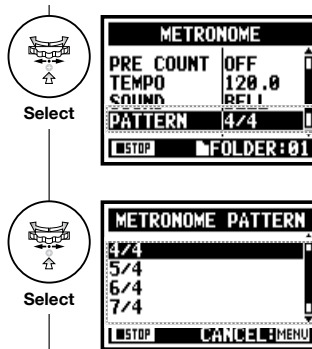 METRONOME
PRE COUNT OFF
TEMPO 120.0
SOUND BELL
PATTERN 4/4
STOP FOLDER:01
Select
METRONOME PATTERN
4/4
5/4
6/4
7/4
STOP CANCEL:MENU
Select